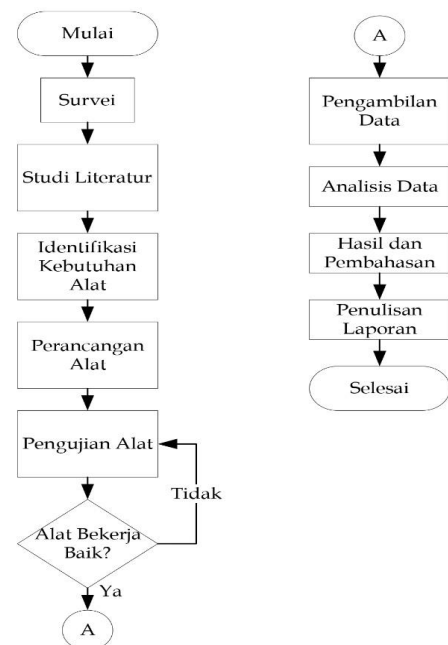 Mulai
Survei
Studi Literatur
Identifikasi
Kebutuhan
Alat
Perancangan
Alat
Pengujian Alat
Tidak
Alat Bekerja
Baik?
Ya
A
A
Pengambilan
Data
Analisis Data
Hasil dan
Pembahasan
Penulisan
Laporan
Selesai